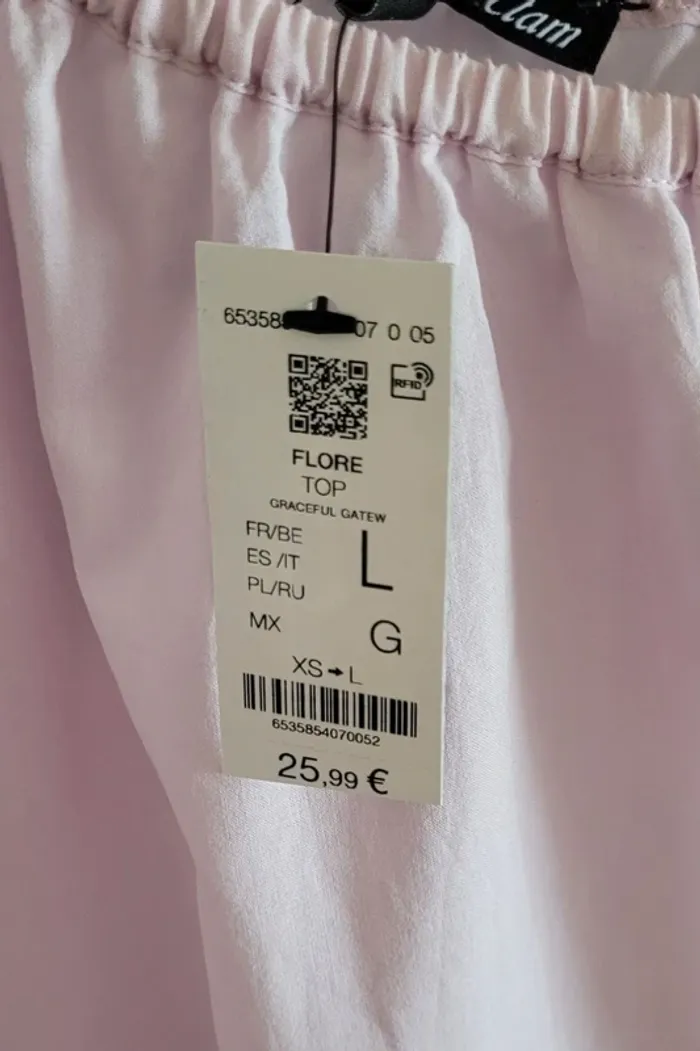 Clam
65358
07 0 05
RFID
FLORE
TOP
GRACEFUL GATEW
FR/BE
ES /IT
PL/RU
L
MX
G
XS➔L
6535854070052
25,99 €